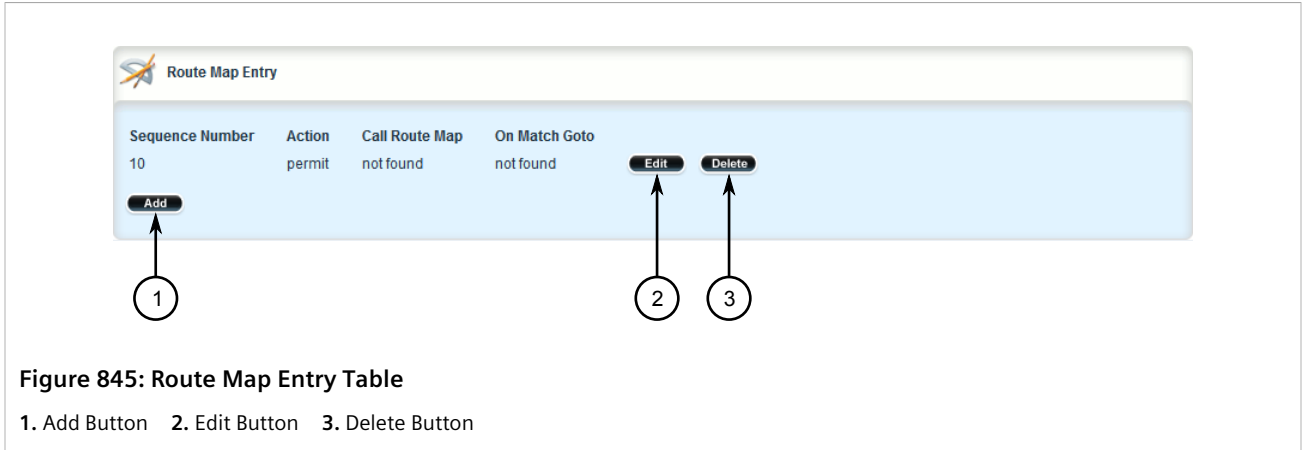 Route Map Entry
Sequence Number Action Call Route Map On Match Goto
10 permit not found not found Edit Delete
Add
1 2 3
Figure 845: Route Map Entry Table
1. Add Button 2. Edit Button 3. Delete Button